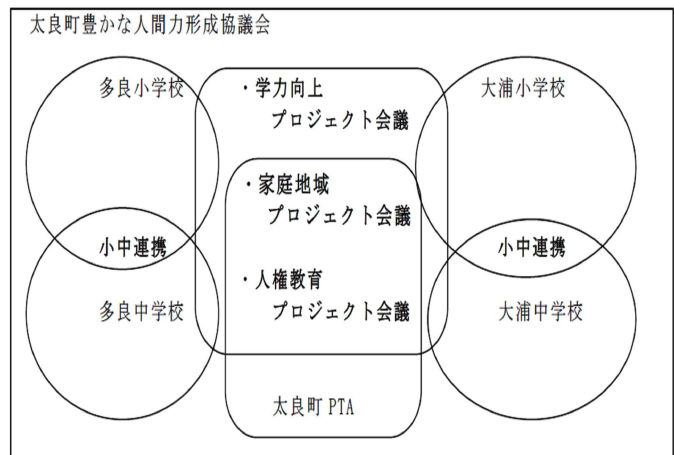 太良町豊かな人間力形成協議会
多良小学校
・学力向上
プロジェクト会議
大浦小学校
・家庭地域
プロジェクト会議
小中連携
小中連携
・人権教育
プロジェクト会議
多良中学校
大浦中学校
太良町 PTA